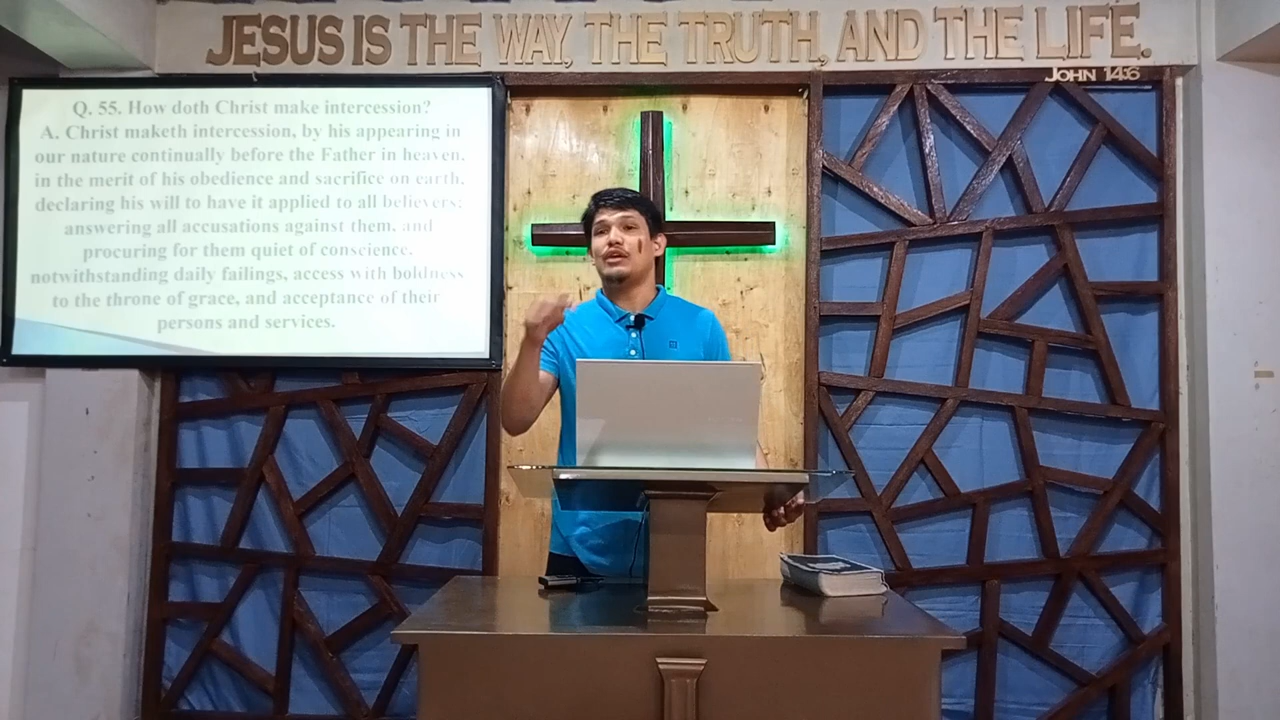 JESUS IS THE WAY, THE TRUTH, AND THE LIFE.
JOHN 14:6
Q. 55. How doth Christ make intercession?
A. Christ maketh intercession, by his appearing in
our nature continually before the Father in heaven,
in the merit of his obedience and sacrifice on earth,
declaring his will to have it applied to all believers;
answering all accusations against them, and
procuring for them quiet of conscience,
notwithstanding daily failings, access with boldness
to the throne of grace, and acceptance of their
persons and services.